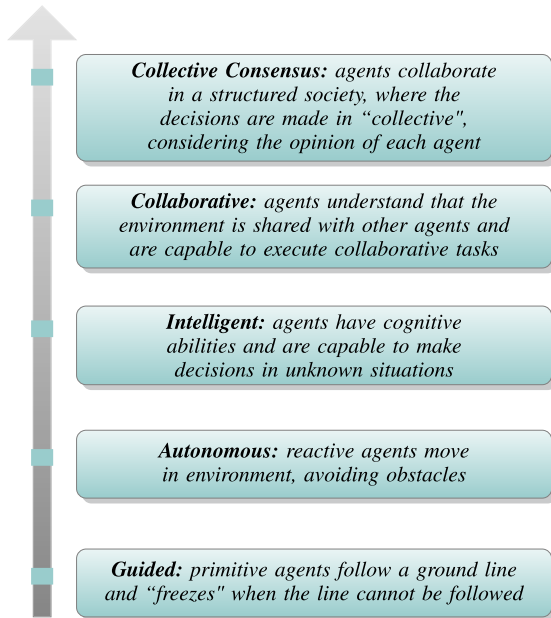 Collective Consensus: agents collaborate
in a structured society, where the
decisions are made in “collective",
considering the opinion of each agent
Collaborative: agents understand that the
environment is shared with other agents and
are capable to execute collaborative tasks
Intelligent: agents have cognitive
abilities and are capable to make
decisions in unknown situations
Autonomous: reactive agents move
in environment, avoiding obstacles
Guided: primitive agents follow a ground line
and “freezes" when the line cannot be followed